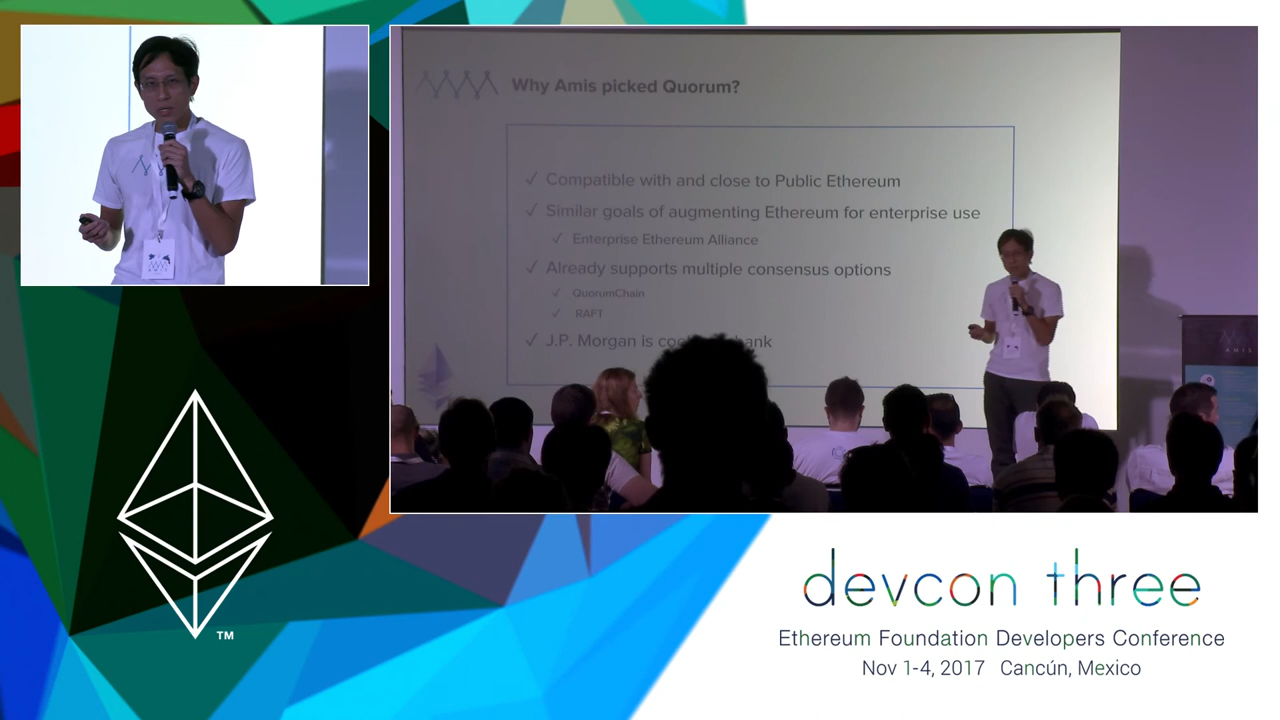 Why Amis picked Quorum?
✓ Compatible with and close to Public Ethereum
✓ Similar goals of augmenting Ethereum for enterprise use
✓ Enterprise Ethereum Alliance
✓ Already supports multiple consensus options
✓ QuorumChain
✓ RAFT
✓ J.P. Morgan is
AMIS
TM
devcon three
Ethereum Foundation Developers Conference
Nov 1-4, 2017 Cancún, Mexico